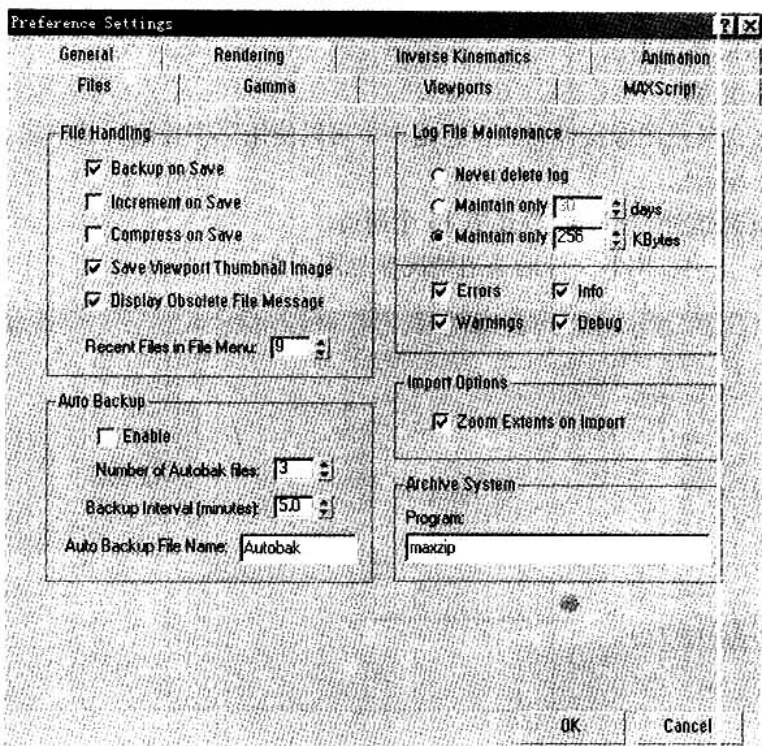 Preference Settings
General Rendering Inverse Kinematics Animation
Files Gamma Viewports MAXScript
File Handling
Backup on Save
Increment on Save
Compress on Save
Save Viewport Thumbnail Image
Display Obsolete File Message
Recent Files in File Menu: 9
Auto Backup
Enable
Number of Autobak files: 3
Backup Interval (minutes): 5.0
Auto Backup File Name: Autobak
Log File Maintenance
Never delete log
Maintain only 30 days
Maintain only 256 KBytes
Errors Info
Warnings Debug
Import Options
Zoom Extents on Import
Archive System
Program:
maxzip
OK Cancel